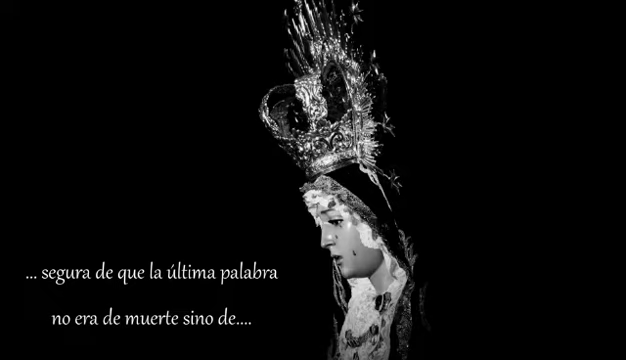 ... segura de que la última palabra
no era de muerte sino de....